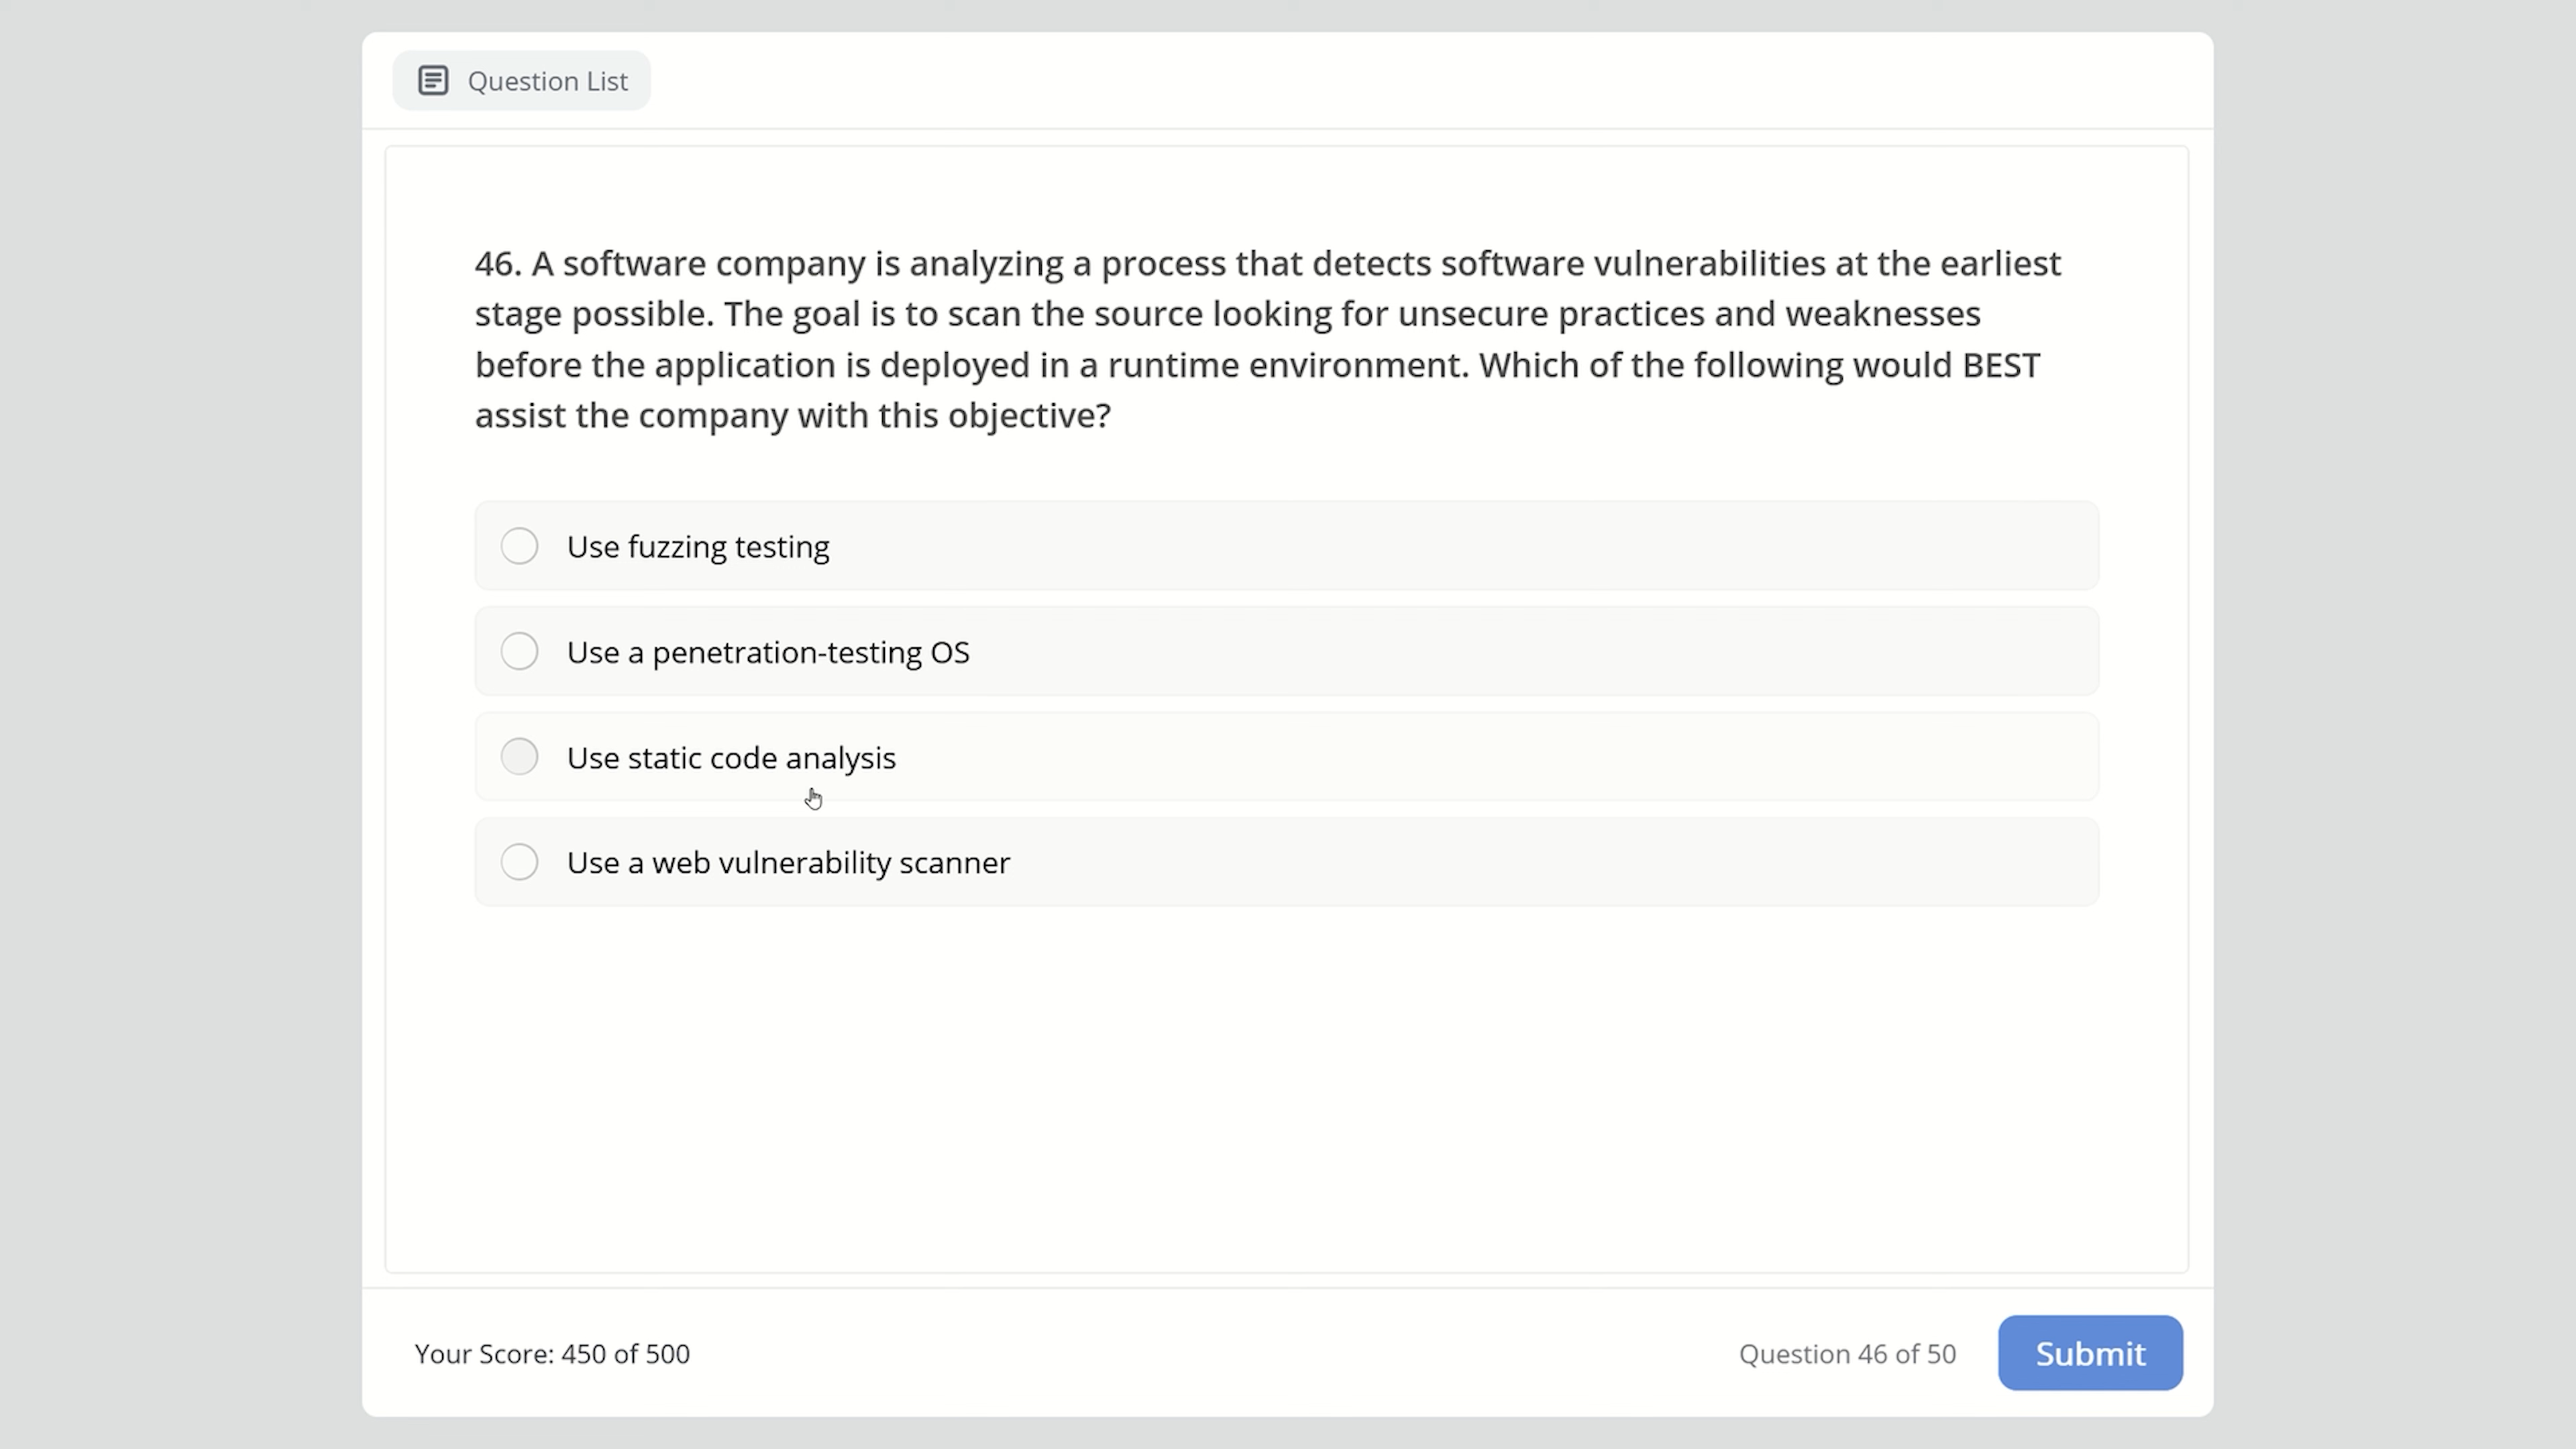 Question List
46. A software company is analyzing a process that detects software vulnerabilities at the earliest
stage possible. The goal is to scan the source looking for unsecure practices and weaknesses
before the application is deployed in a runtime environment. Which of the following would BEST
assist the company with this objective?
Use fuzzing testing
Use a penetration-testing OS
Use static code analysis
Use a web vulnerability scanner
Your Score: 450 of 500
Question 46 of 50
Submit